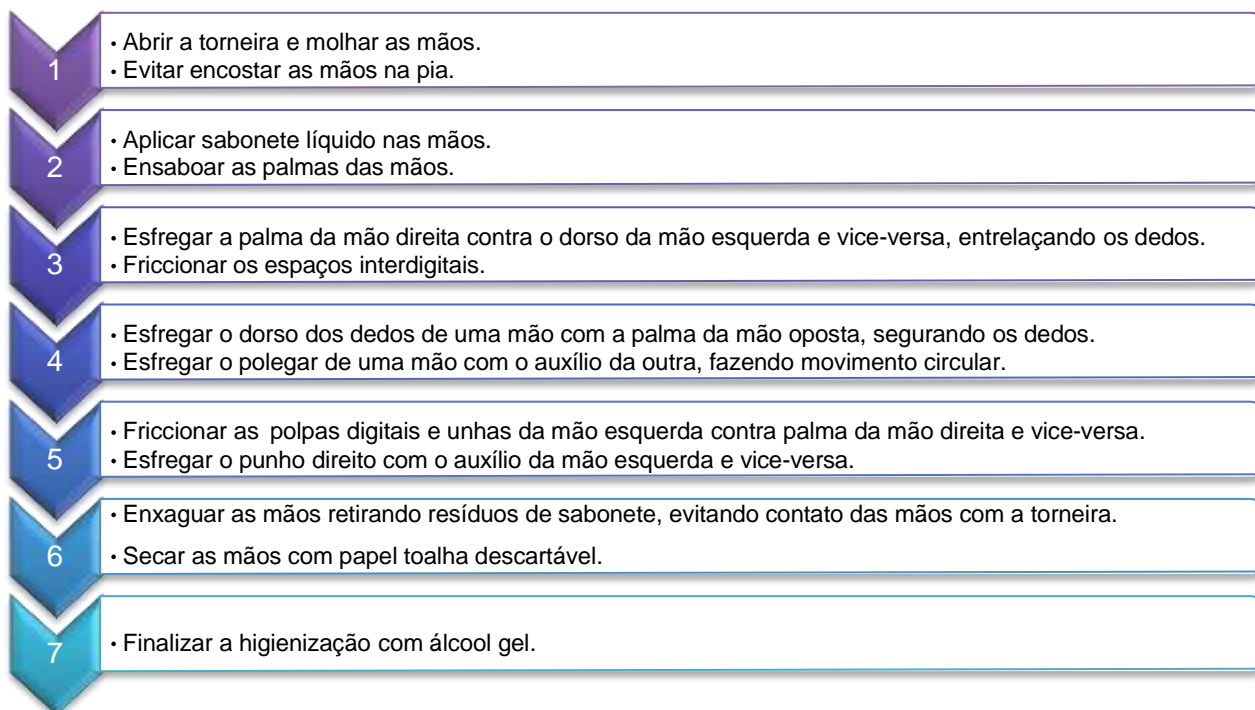 1
• Abrir a torneira e molhar as mãos.
• Evitar encostar as mãos na pia.
2
• Aplicar sabonete líquido nas mãos.
• Ensaboar as palmas das mãos.
3
• Esfregar a palma da mão direita contra o dorso da mão esquerda e vice-versa, entrelaçando os dedos.
• Friccionar os espaços interdigitais.
4
• Esfregar o dorso dos dedos de uma mão com a palma da mão oposta, segurando os dedos.
• Esfregar o polegar de uma mão com o auxílio da outra, fazendo movimento circular.
5
• Friccionar as polpas digitais e unhas da mão esquerda contra palma da mão direita e vice-versa.
• Esfregar o punho direito com o auxílio da mão esquerda e vice-versa.
6
• Enxaguar as mãos retirando resíduos de sabonete, evitando contato das mãos com a torneira.
• Secar as mãos com papel toalha descartável.
7
• Finalizar a higienização com álcool gel.